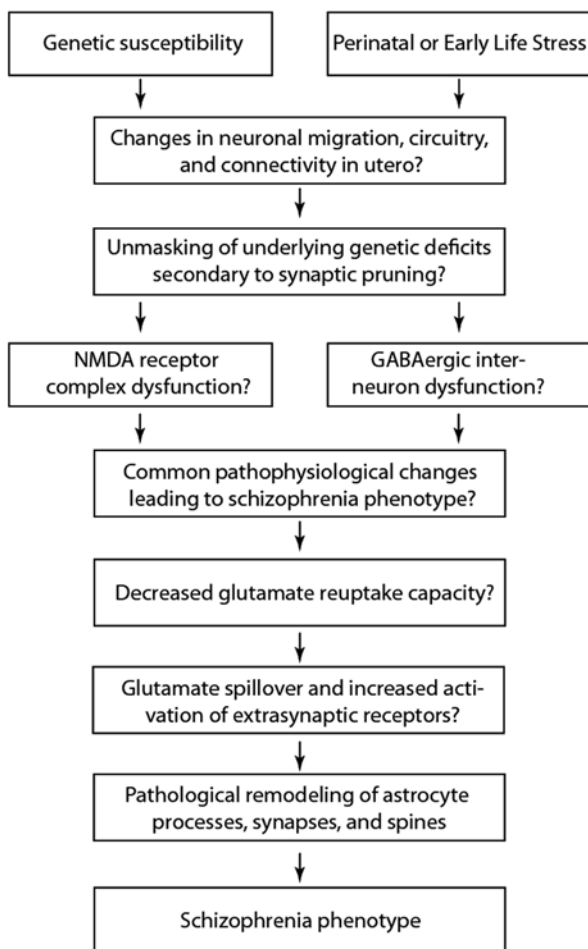 Genetic susceptibility
Perinatal or Early Life Stress
Changes in neuronal migration, circuitry,
and connectivity in utero?
Unmasking of underlying genetic deficits
secondary to synaptic pruning?
NMDA receptor
complex dysfunction?
GABAergic inter-
neuron dysfunction?
Common pathophysiological changes
leading to schizophrenia phenotype?
Decreased glutamate reuptake capacity?
Glutamate spillover and increased acti-
vation of extrasynaptic receptors?
Pathological remodeling of astrocyte
processes, synapses, and spines
Schizophrenia phenotype